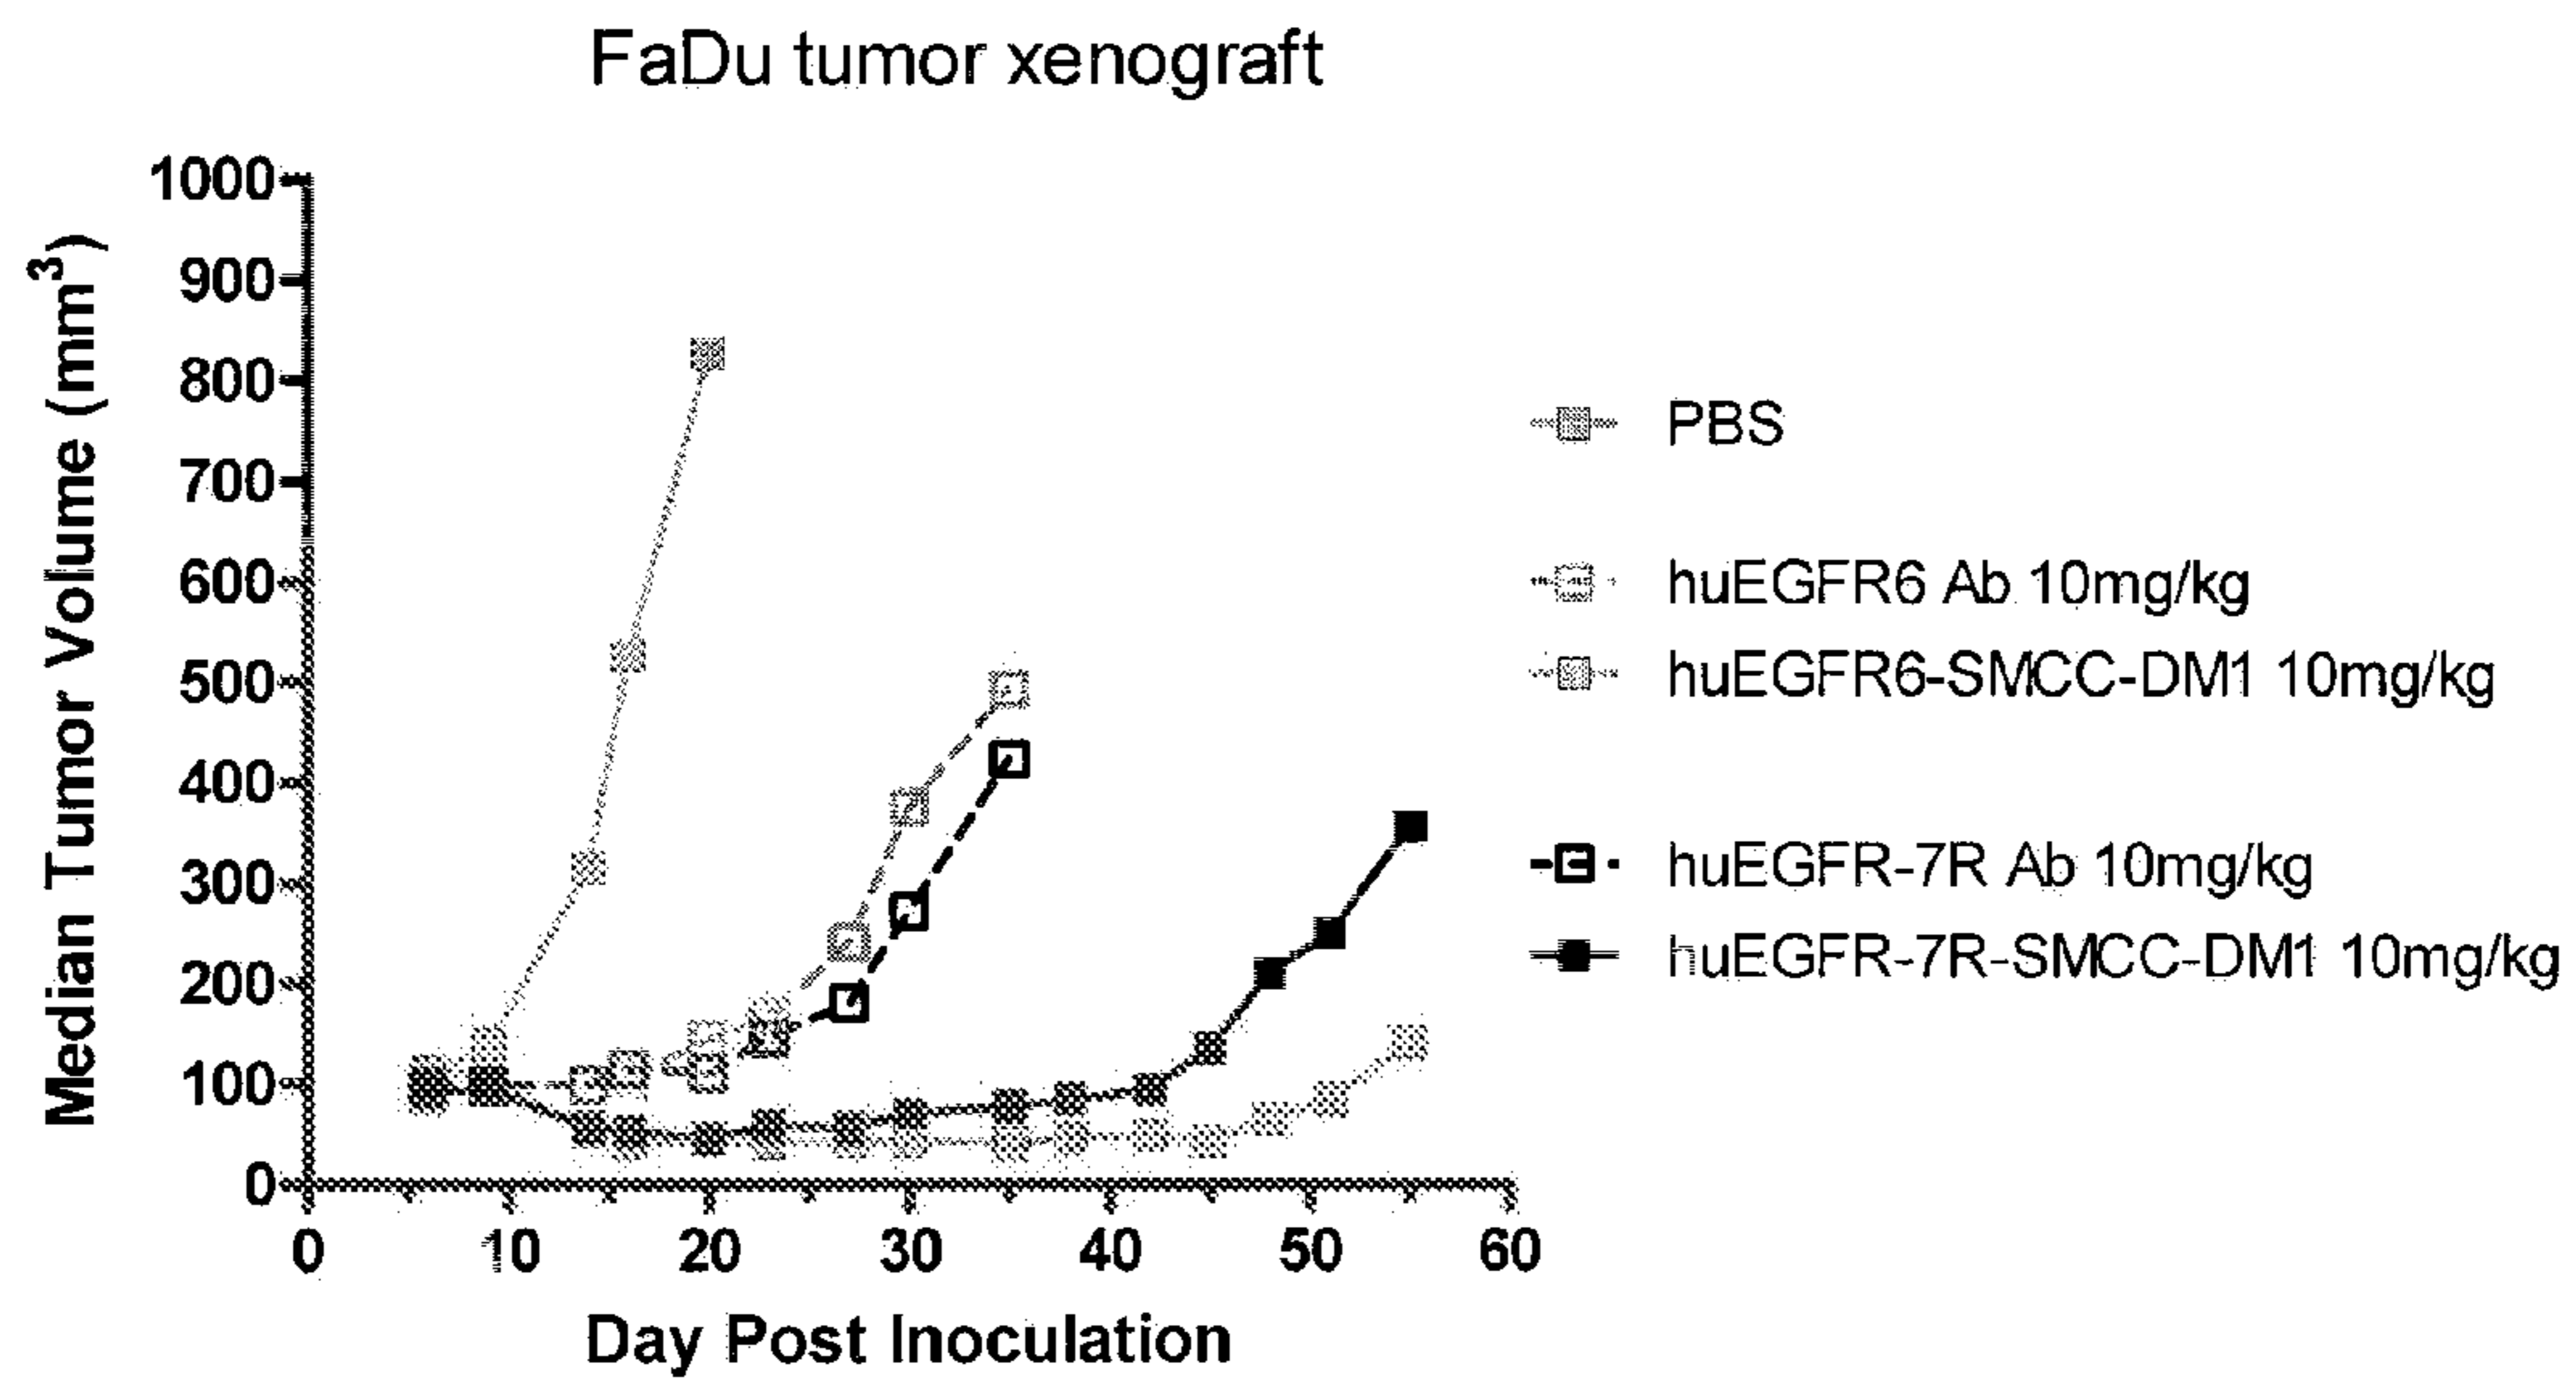 FaDu tumor xenograft
1000
900
800
700
600
500
400
300
200
100
0
Median Tumor Volume (mm³)
0 10 20 30 40 50 60
Day Post Inoculation
PBS
huEGFR6 Ab 10mg/kg
huEGFR6-SMCC-DM1 10mg/kg
huEGFR-7R Ab 10mg/kg
huEGFR-7R-SMCC-DM1 10mg/kg